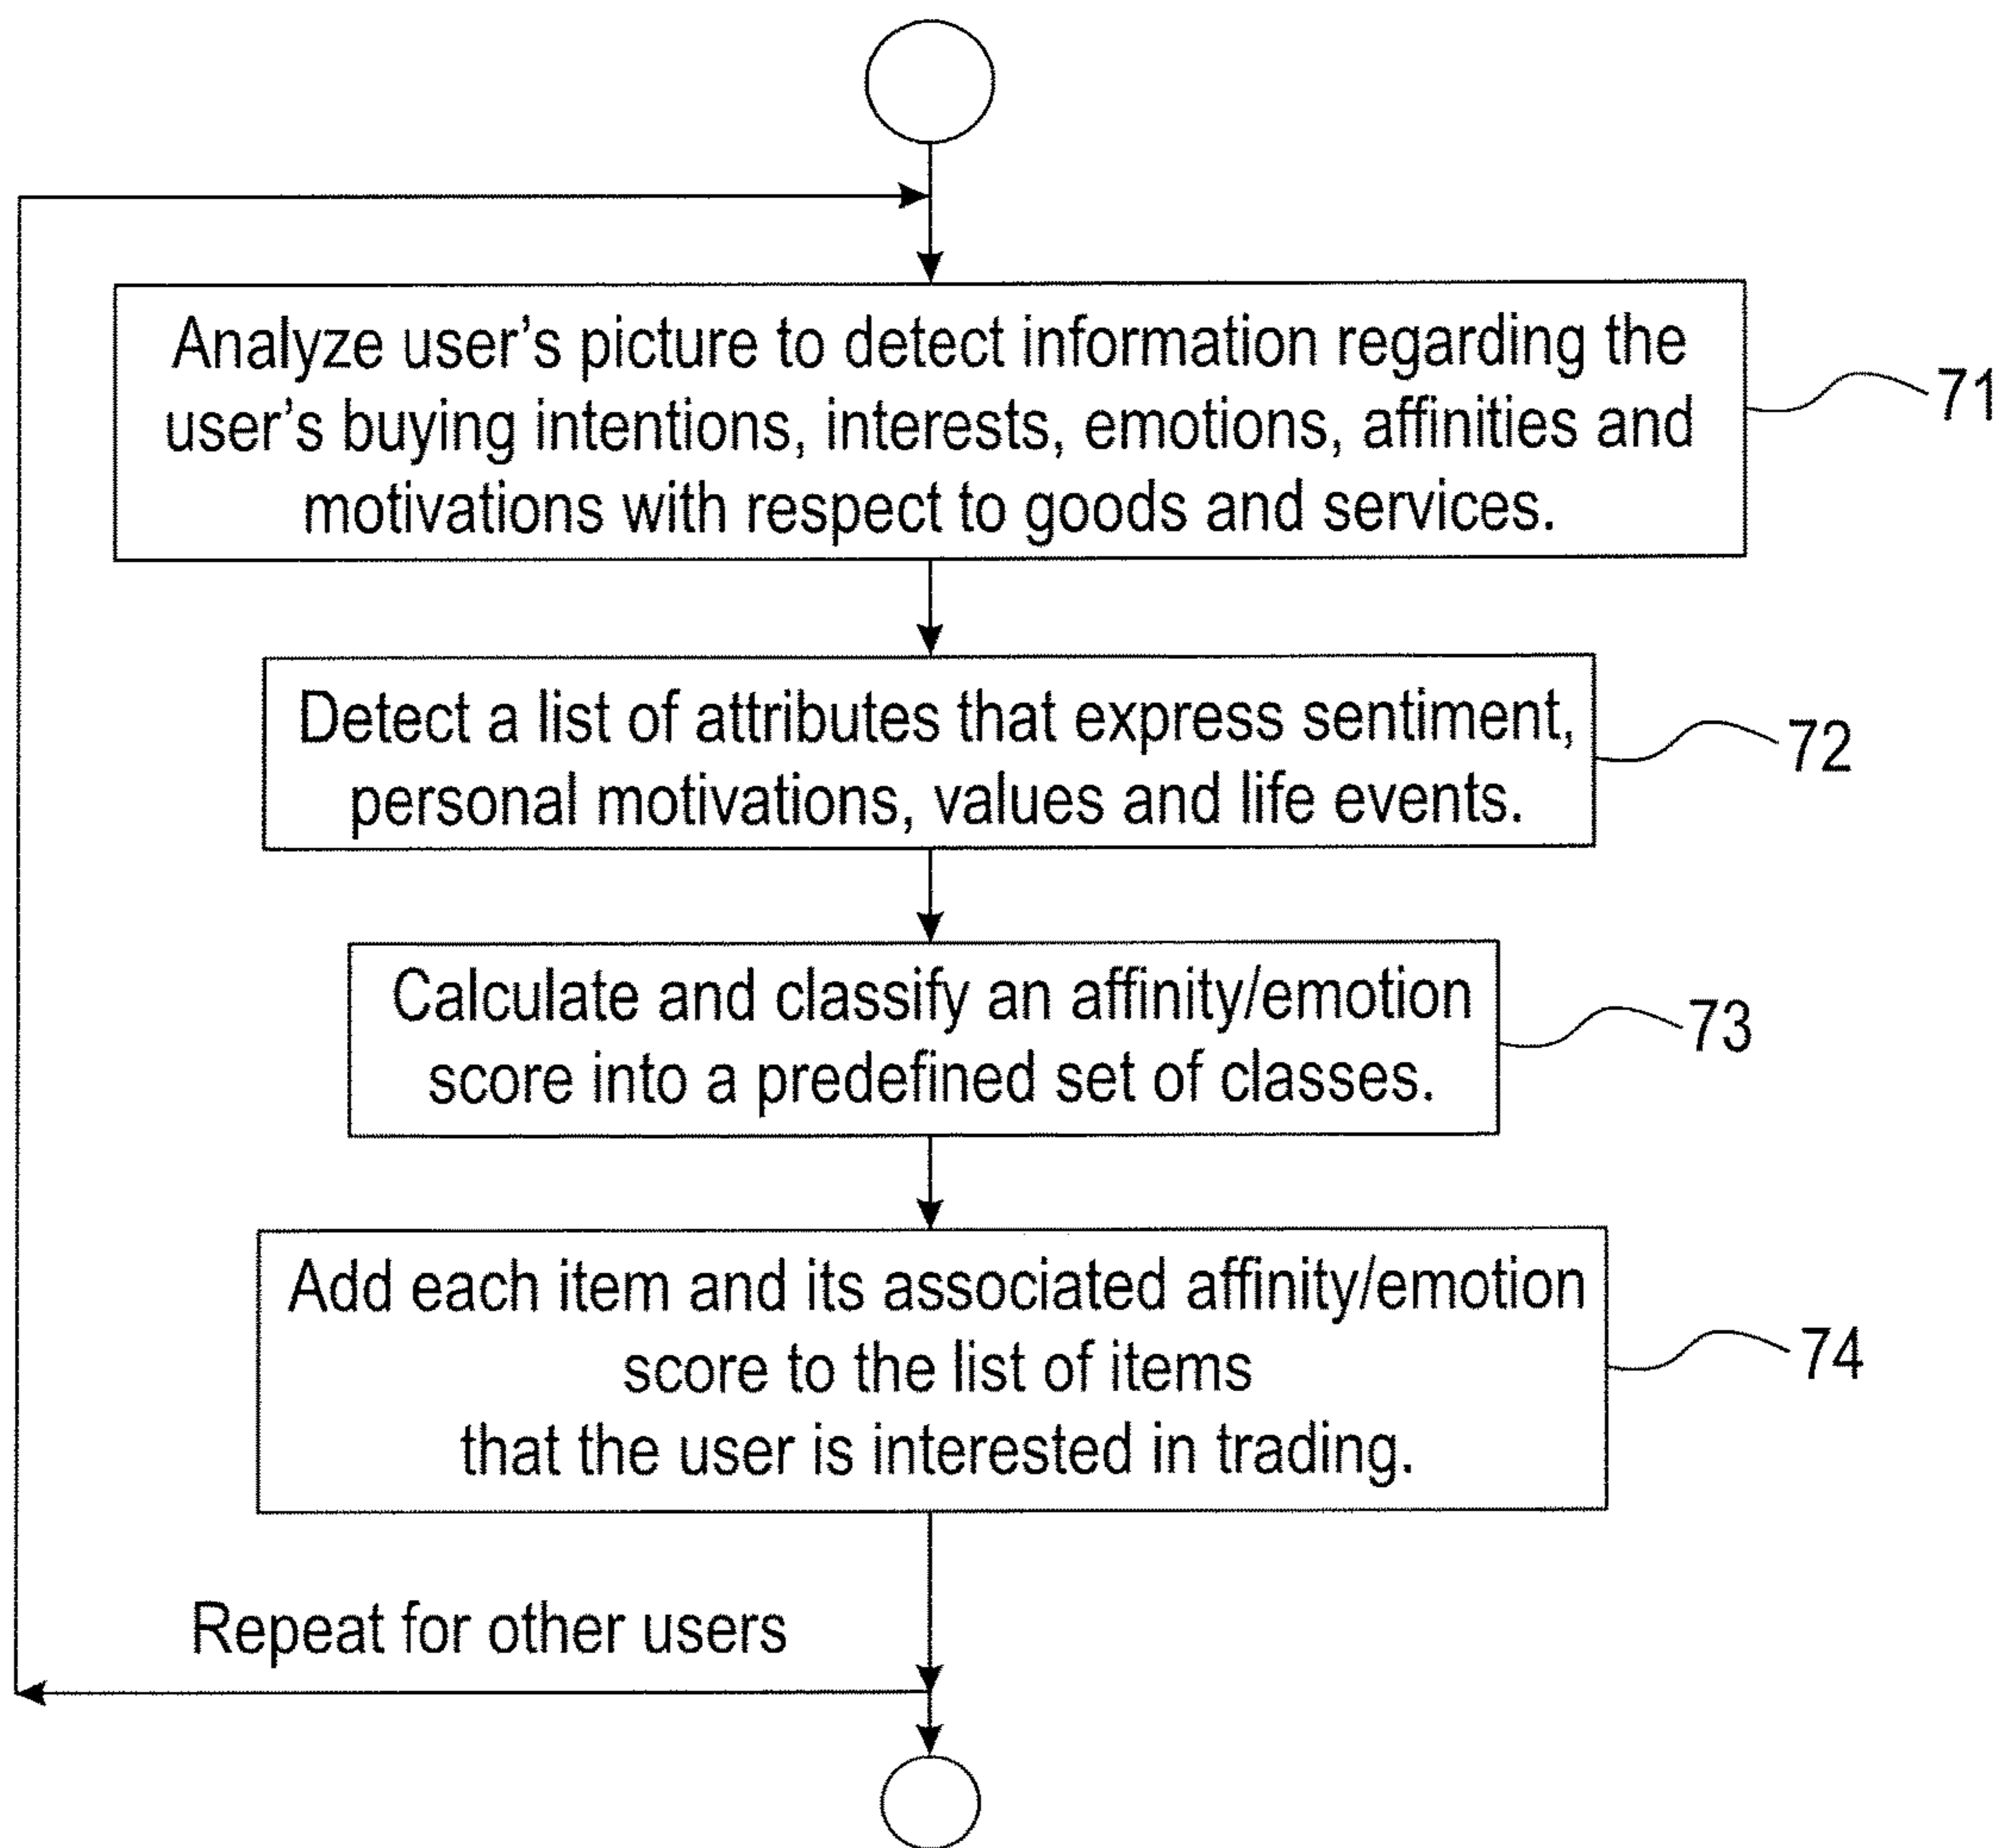 Analyze user's picture to detect information regarding the
user's buying intentions, interests, emotions, affinities and
motivations with respect to goods and services.
71
Detect a list of attributes that express sentiment,
personal motivations, values and life events.
72
Calculate and classify an affinity/emotion
score into a predefined set of classes.
73
Add each item and its associated affinity/emotion
score to the list of items
that the user is interested in trading.
74
Repeat for other users